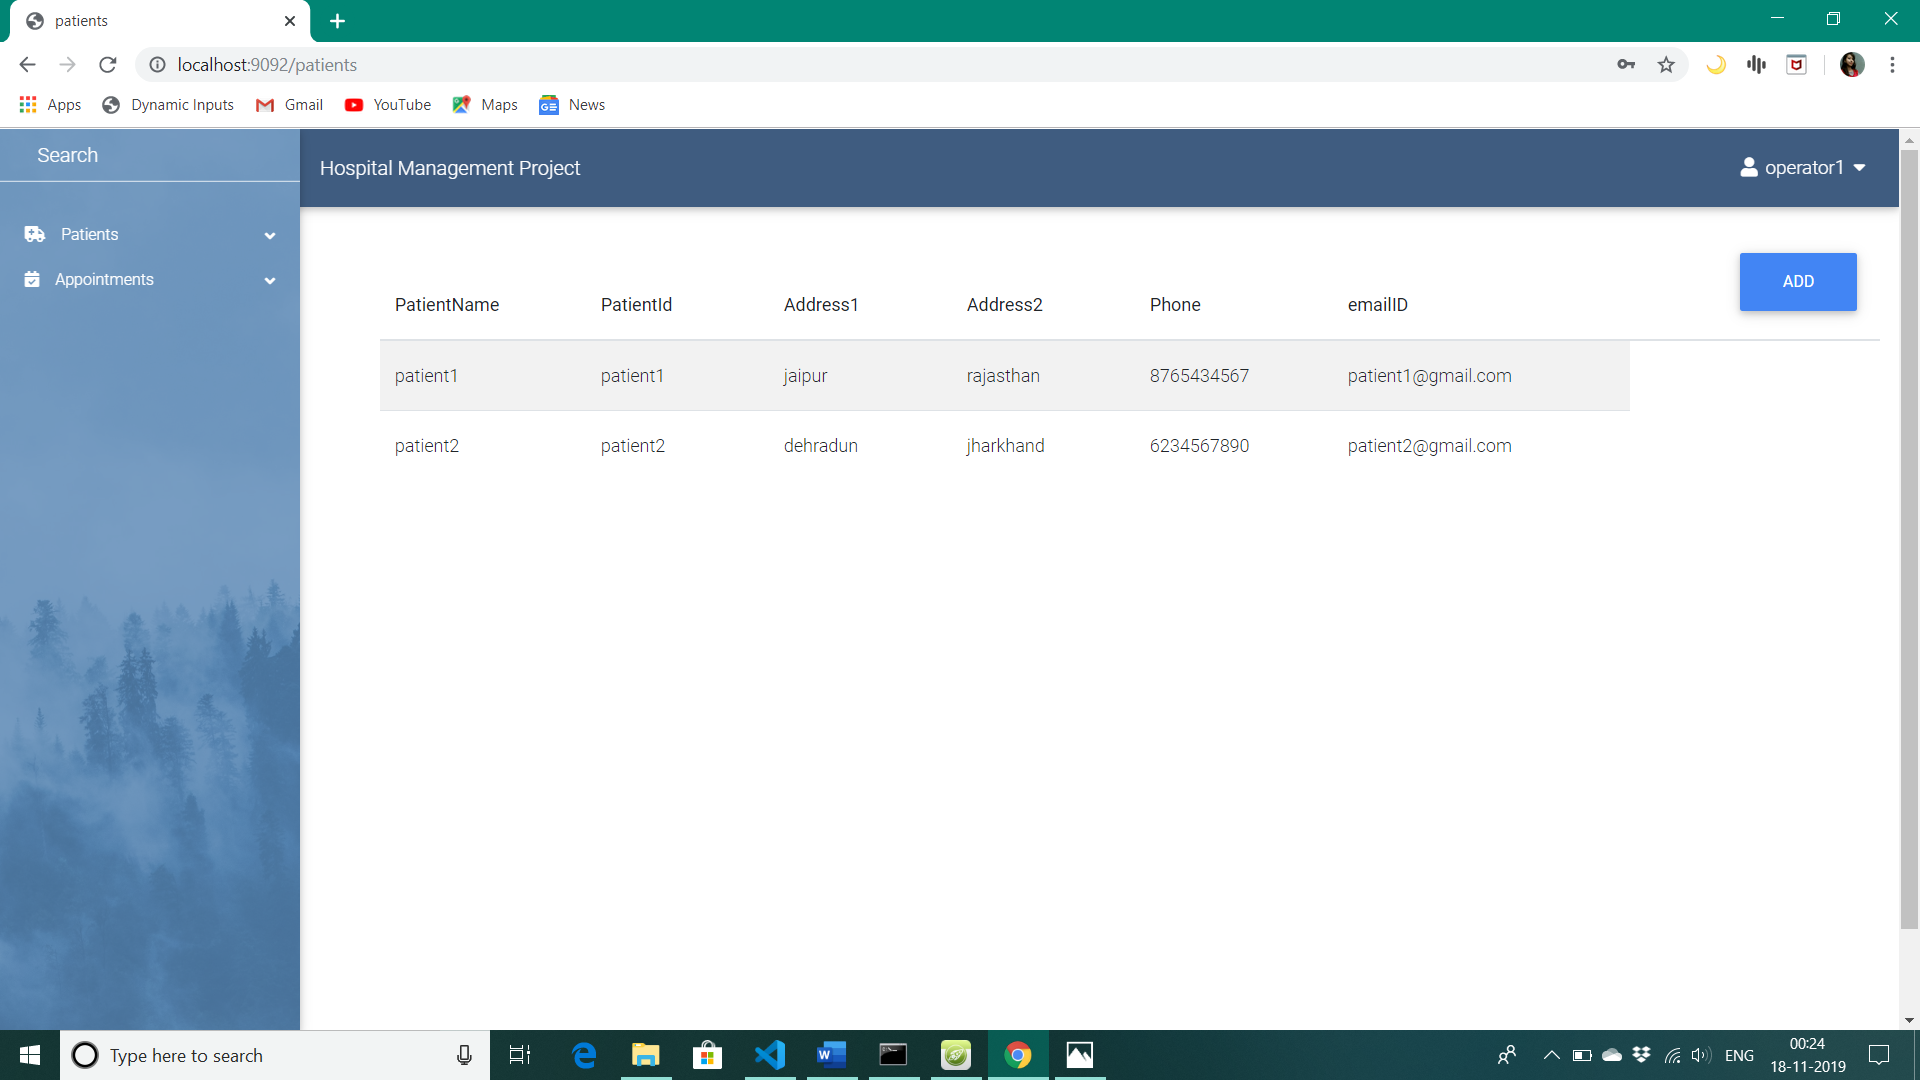 patients
localhost:9092/patients
Apps Dynamic Inputs Gmail YouTube Maps GE News
Search
Hospital Management Project
operator1
Patients
Appointments
ADD
PatientName PatientId Address1 Address2 Phone emailID
patient1 patient1 jaipur rajasthan 8765434567 patient1@gmail.com
patient2 patient2 dehradun jharkhand 6234567890 patient2@gmail.com
Type here to search
ENG
00:24
18-11-2019